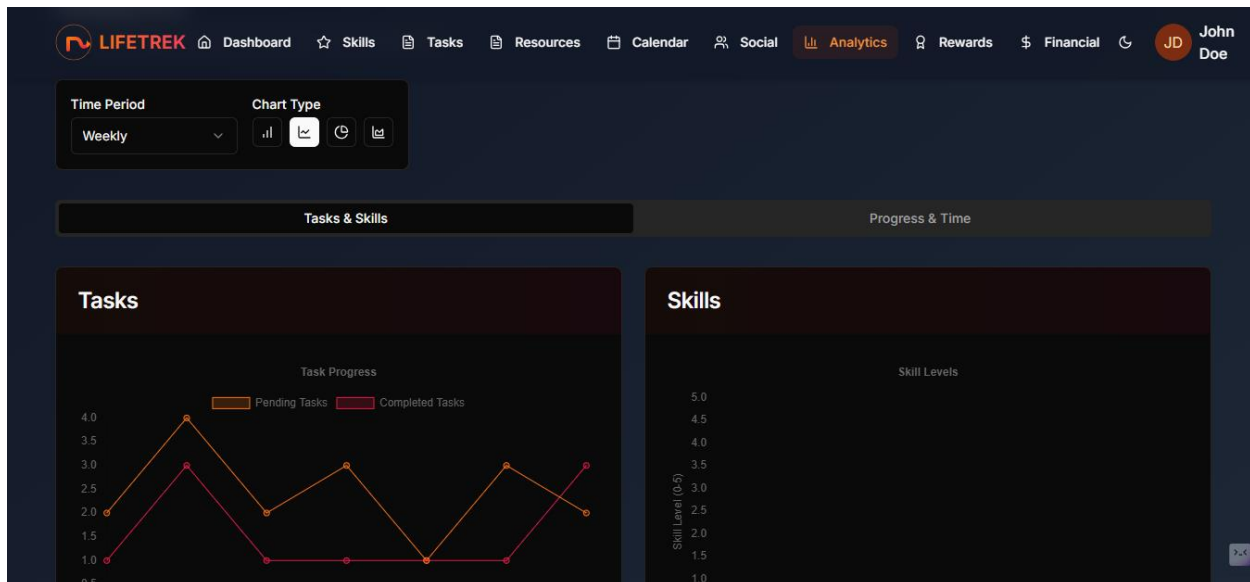 LIFETREK Dashboard Skills Tasks Resources Calendar Social Analytics Rewards $ Financial JD John Doe
Time Period Chart Type
Weekly
Tasks & Skills Progress & Time
Tasks
Task Progress
Pending Tasks Completed Tasks
4.0
3.5
3.0
2.5
2.0
1.5
1.0
0.5
Skills
Skill Levels
Skill Level (0-5)
5.0
4.5
4.0
3.5
3.0
2.5
2.0
1.5
1.0